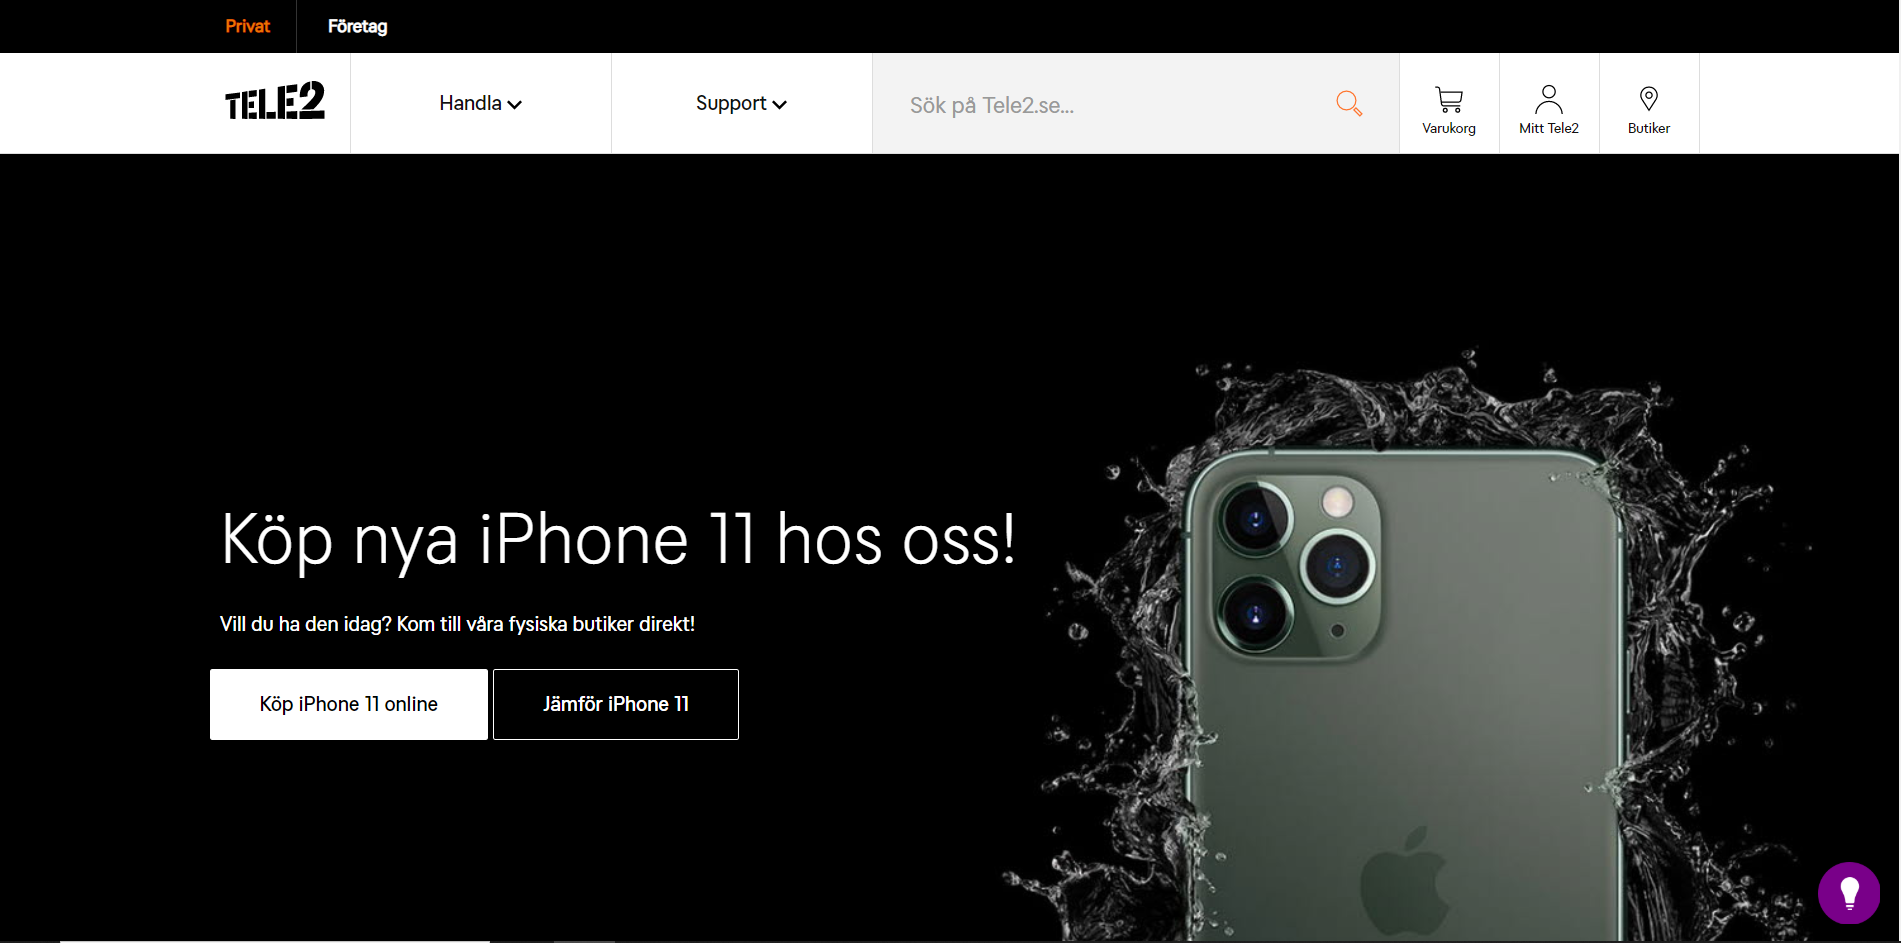 Privat
Företag
TELE2
Handla
Support
Sök på Tele2.se...
Varukorg
Mitt Tele2
Butiker
Köp nya iPhone 11 hos oss!
Vill du ha den idag? Kom till våra fysiska butiker direkt!
Köp iPhone 11 online
Jämför iPhone 11